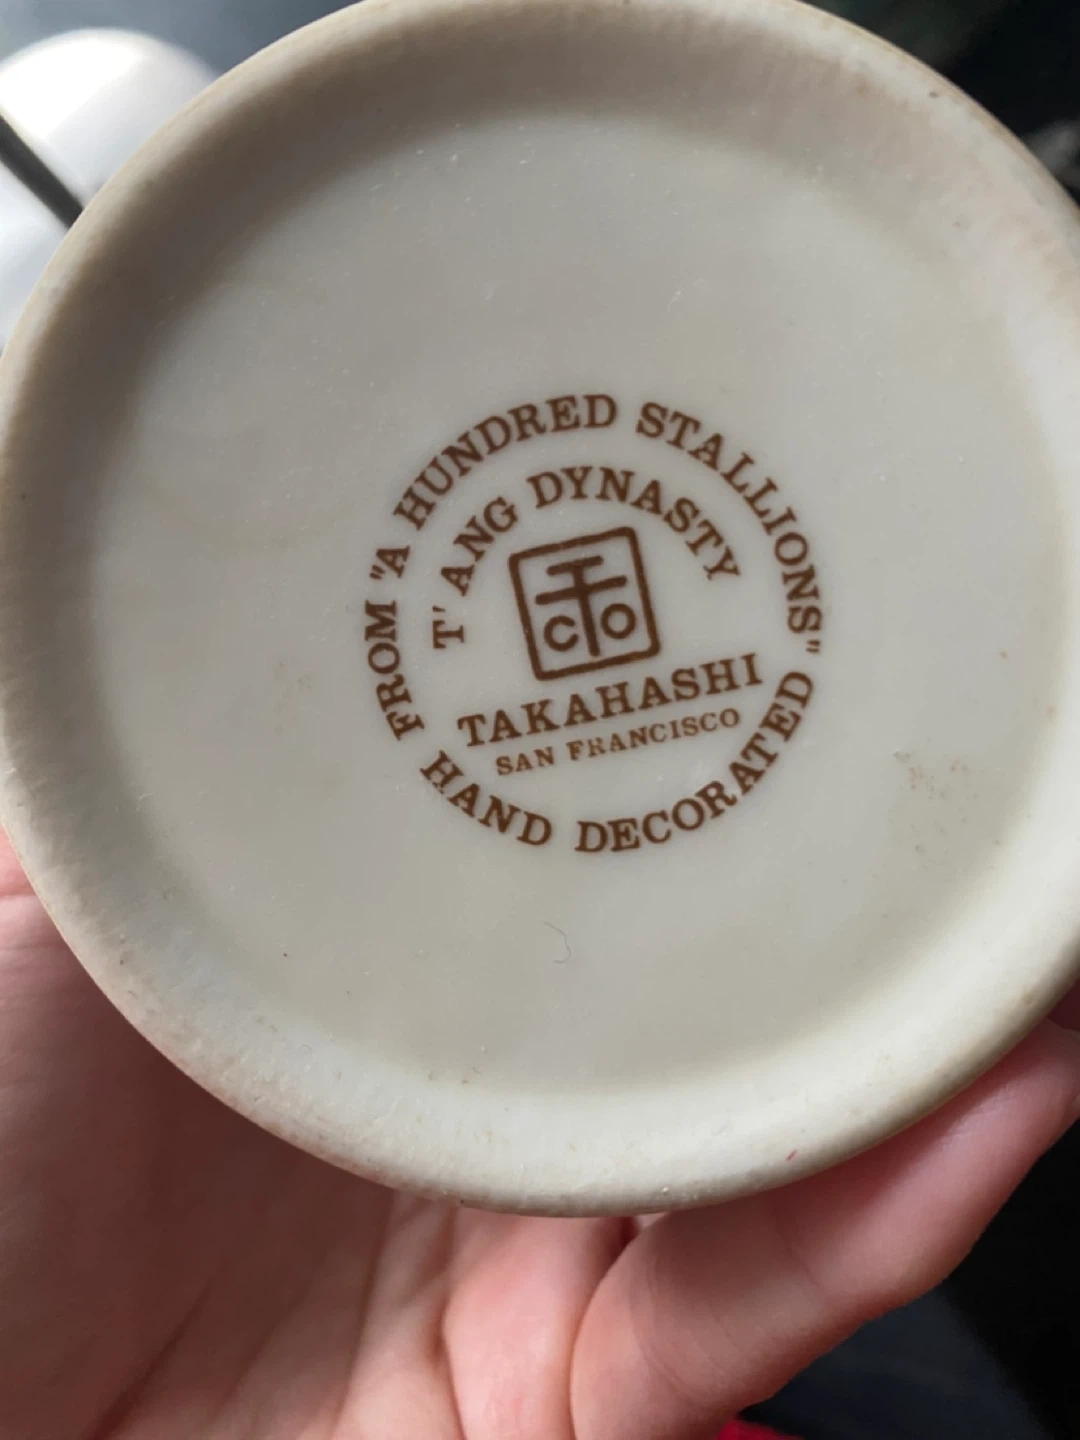 FROM "A HUNDRED STALLIONS"
T'ANG DYNASTY
TCO
TAKAHASHI
SAN FRANCISCO
HAND DECORATED